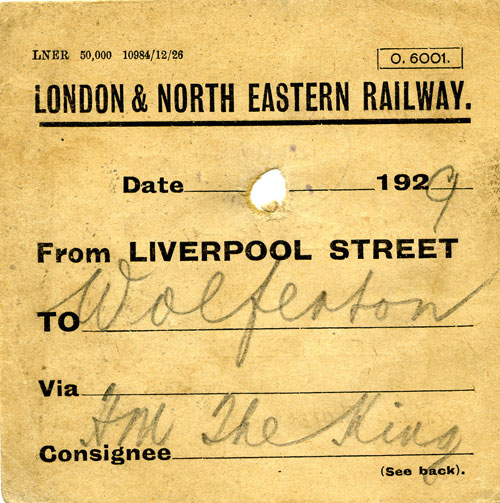 LNER 50,000 10984/12/26
O. 6001.
LONDON & NORTH EASTERN RAILWAY.
Date 1929
From LIVERPOOL STREET
TO Wolferton
Via
Consignee HM The King
(See back).